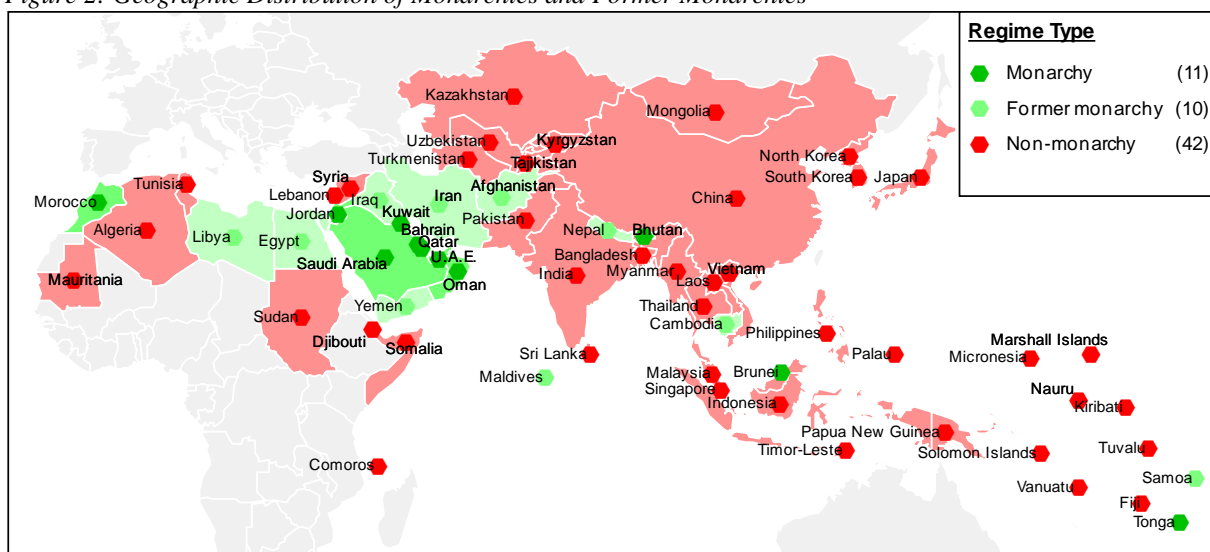 Figure 2: Geographic Distribution of Monarchies and Former Monarchies
Regime Type
Monarchy (11)
Former monarchy (10)
Non-monarchy (42)
Kazakhstan
Mongolia
Uzbekistan
Kyrgyzstan
Turkmenistan
Tajikistan
North Korea
South Korea
Japan
Tunisia
Syria
Lebanon
Morocco
Jordan
Iraq
Iran
Afghanistan
China
Kuwait
Pakistan
Algeria
Libya
Egypt
Bahrain
Qatar
Nepal
Bhutan
Saudi Arabia
U.A.E.
Bangladesh
Mauritania
Oman
India
Myanmar
Vietnam
Laos
Yemen
Thailand
Sudan
Cambodia
Djibouti
Somalia
Philippines
Sri Lanka
Palau
Marshall Islands
Micronesia
Maldives
Malaysia
Brunei
Singapore
Indonesia
Nauru
Kiribati
Papua New Guinea
Timor-Leste
Solomon Islands
Tuvalu
Comoros
Samoa
Vanuatu
Fiji
Tonga